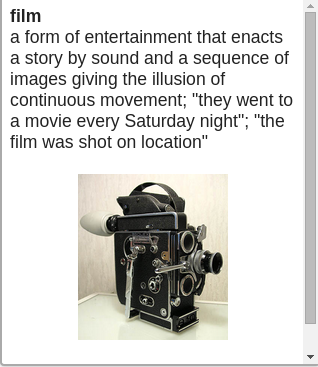 film
a form of entertainment that enacts
a story by sound and a sequence of
images giving the illusion of
continuous movement; "they went to
a movie every Saturday night"; "the
film was shot on location"